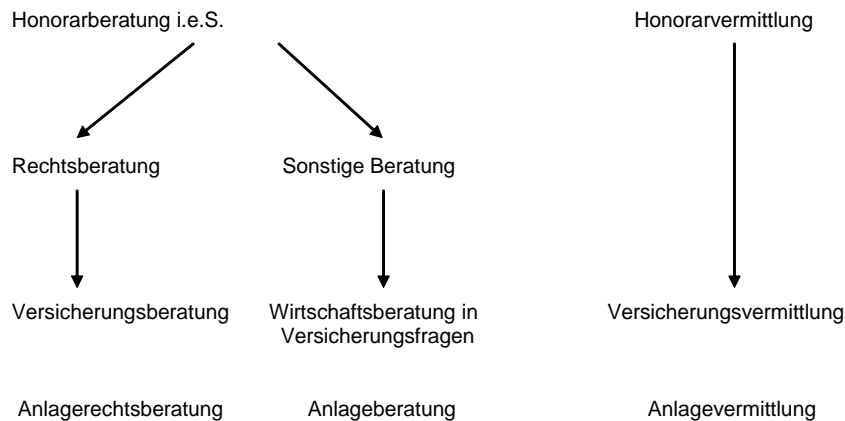 Honorarberatung i.e.S.
Honorarvermittlung
Rechtsberatung
Sonstige Beratung
Versicherungsberatung
Wirtschaftsberatung in
Versicherungsfragen
Versicherungsvermittlung
Anlagerechtsberatung
Anlageberatung
Anlagevermittlung